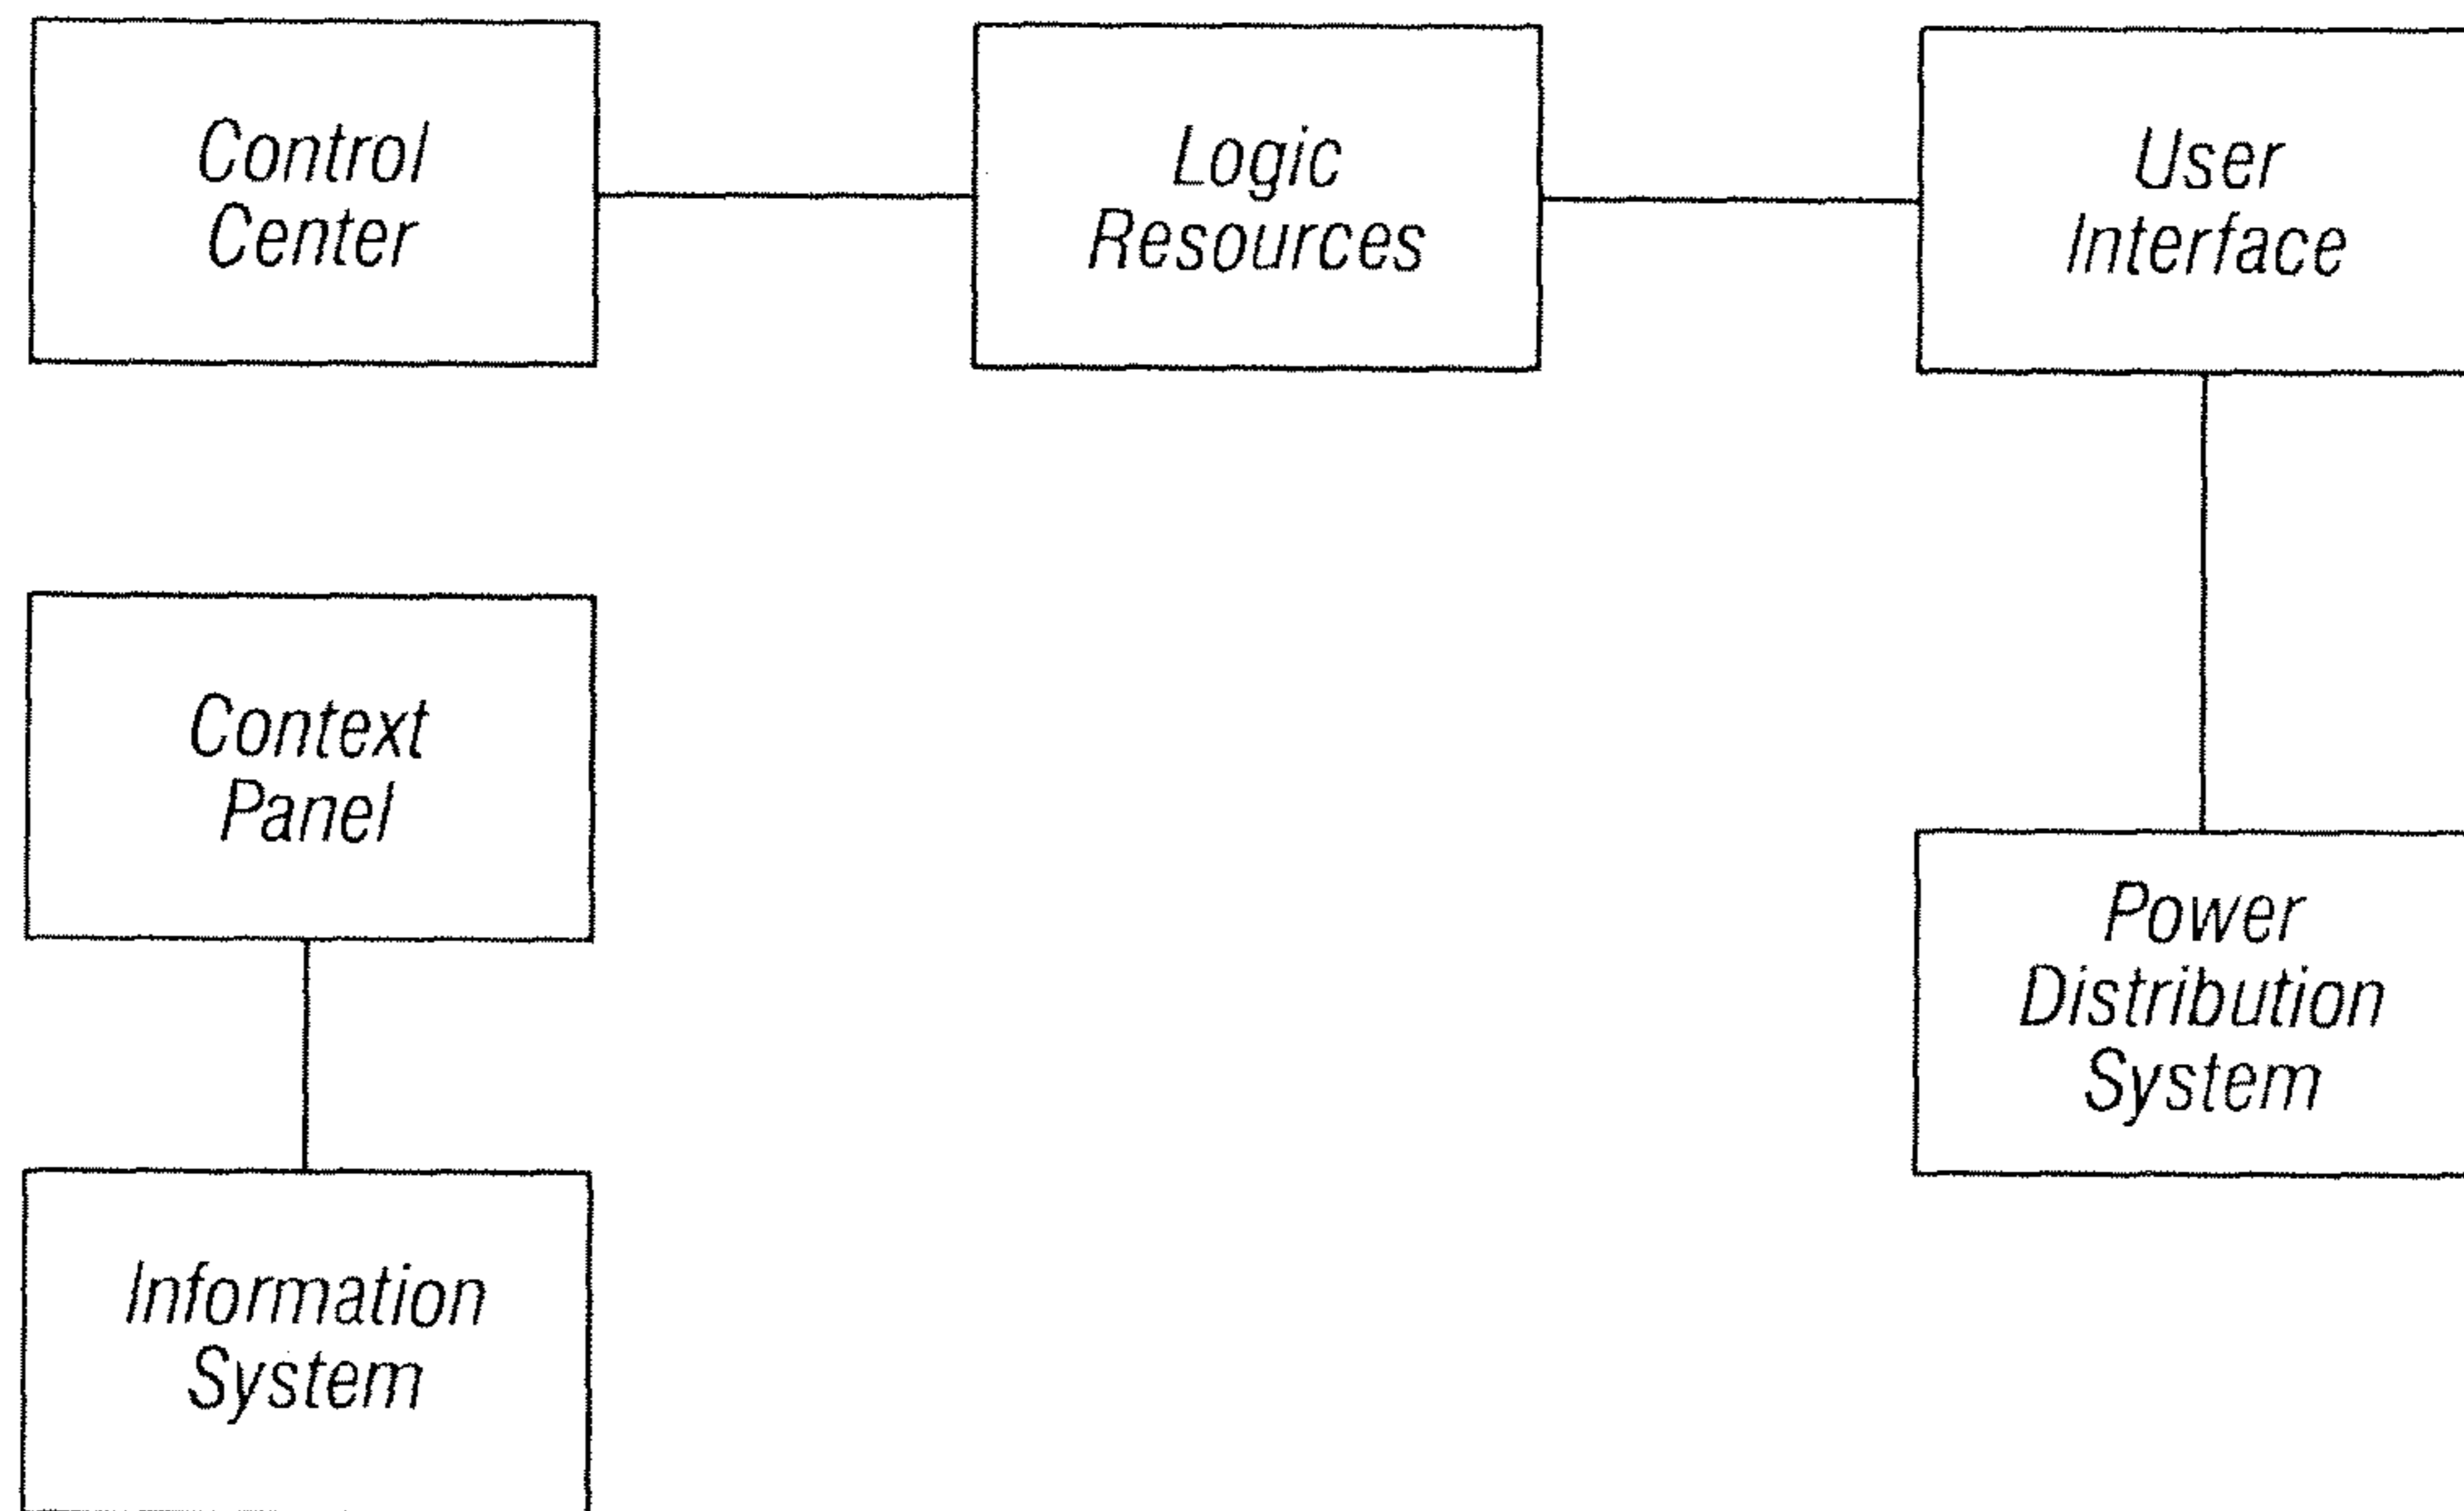 Control
Center
Logic
Resources
User
Interface
Context
Panel
Power
Distribution
System
Information
System